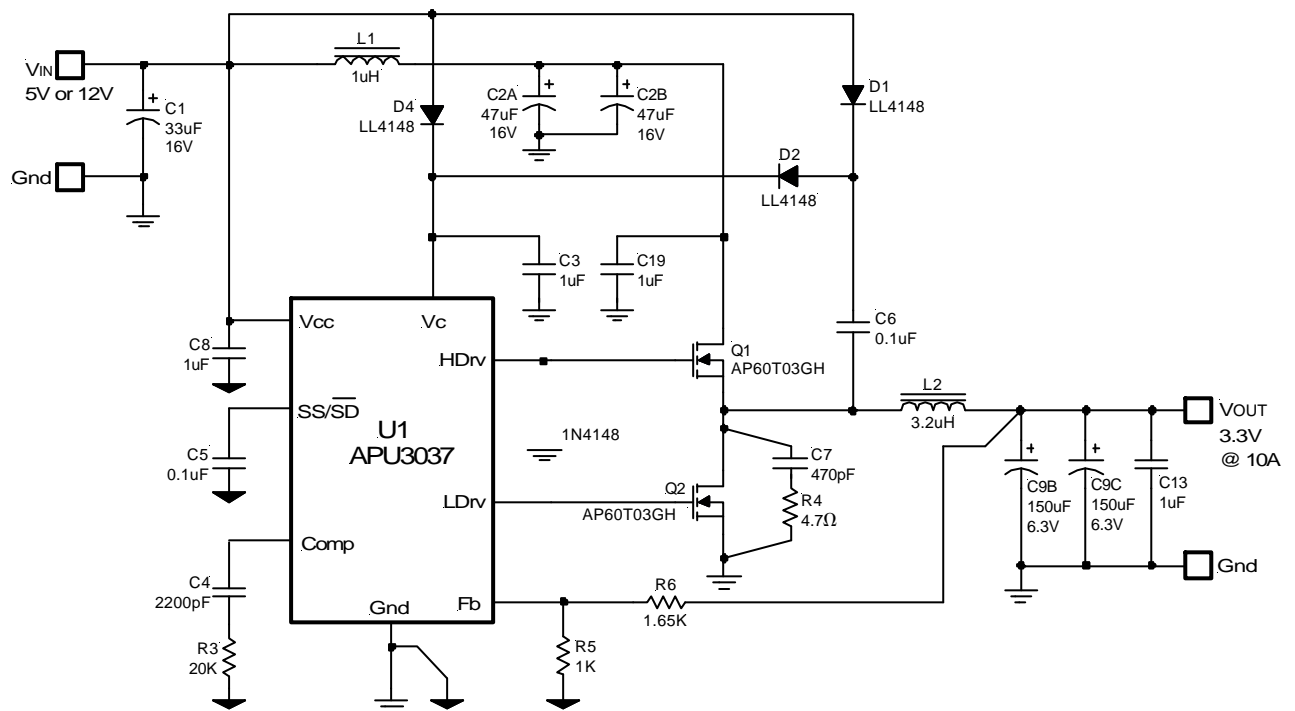 L1
1uH
VIN
5V or 12V
C1
33uF
16V
Gnd
D4
LL4148
C2A
47uF
16V
C2B
47uF
16V
D1
LL4148
D2
LL4148
C3
1uF
C19
1uF
C6
0.1uF
Vcc
Vc
C8
1uF
HDrv
Q1
AP60T03GH
SS/SD
U1
APU3037
C5
0.1uF
1N4148
L2
3.2uH
VOUT
3.3V
@ 10A
C7
470pF
R4
4.7Ω
LDrv
Q2
AP60T03GH
C9B
150uF
6.3V
C9C
150uF
6.3V
C13
1uF
Comp
C4
2200pF
R3
20K
Gnd
Fb
R6
1.65K
R5
1K
Gnd